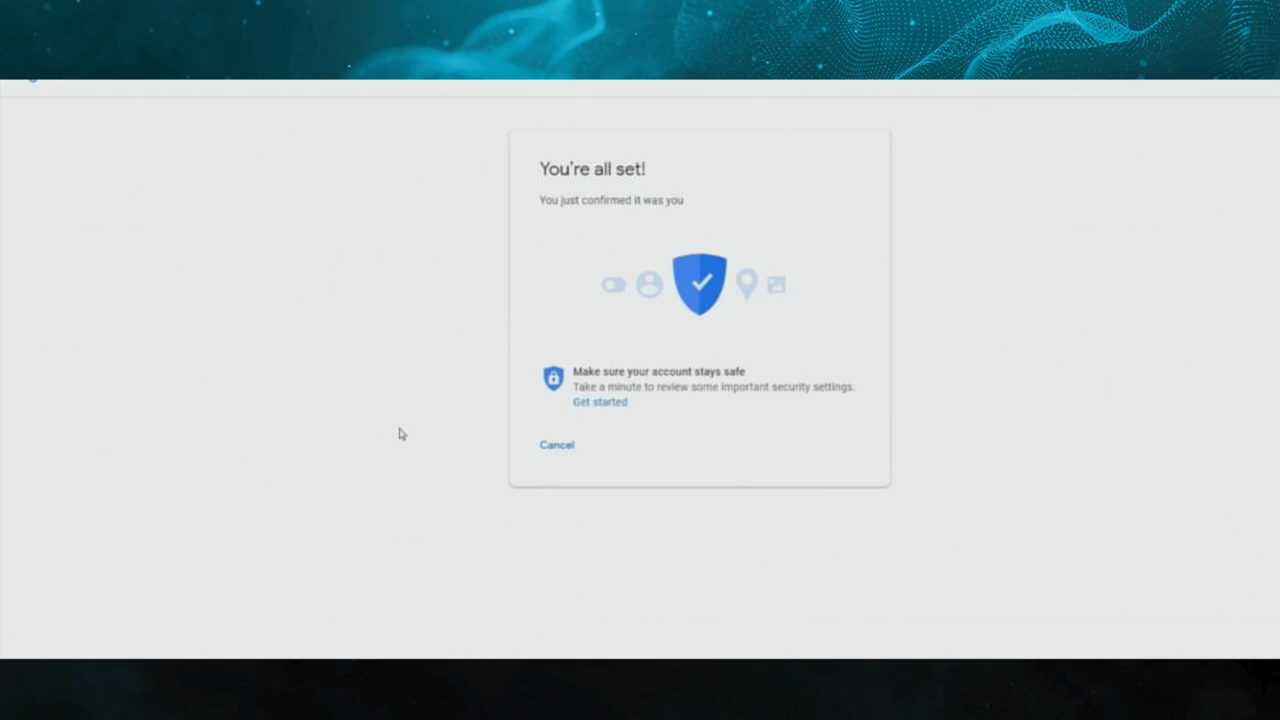 You're all set!
You just confirmed it was you
Make sure your account stays safe
Take a minute to review some important security settings.
Get started
Cancel